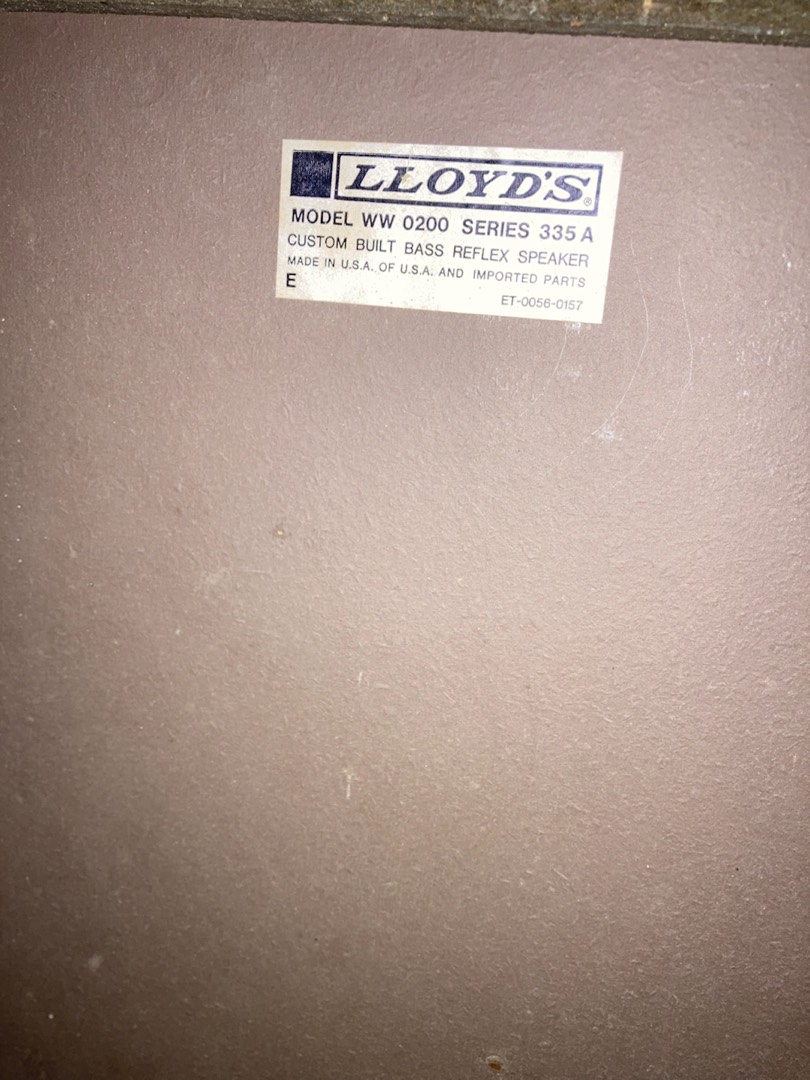 LLOYD'S®
MODEL WW 0200 SERIES 335 A
CUSTOM BUILT BASS REFLEX SPEAKER
MADE IN U.S.A. OF U.S.A. AND IMPORTED PARTS
E
ET-0056-0157